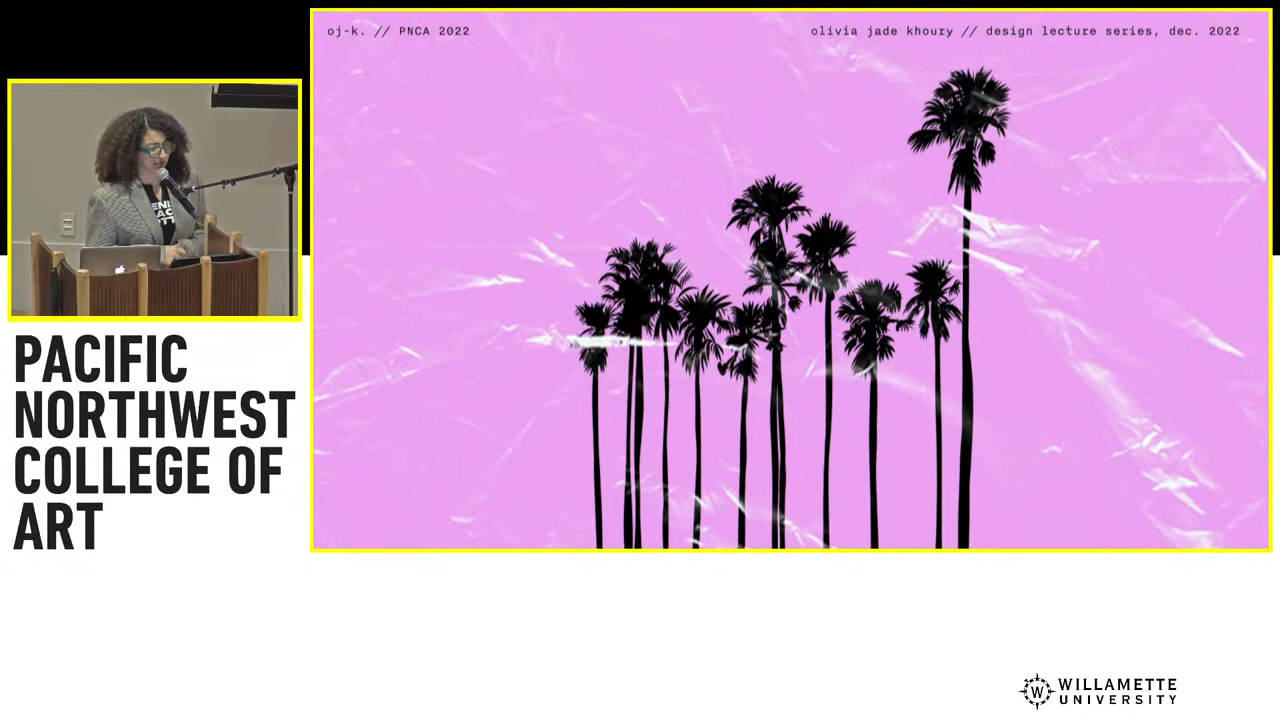 oj-k. // PNCA 2022
olivia jade khoury // design lecture series, dec. 2022
PACIFIC
NORTHWEST
COLLEGE OF
ART
W
WILLAMETTE
UNIVERSITY